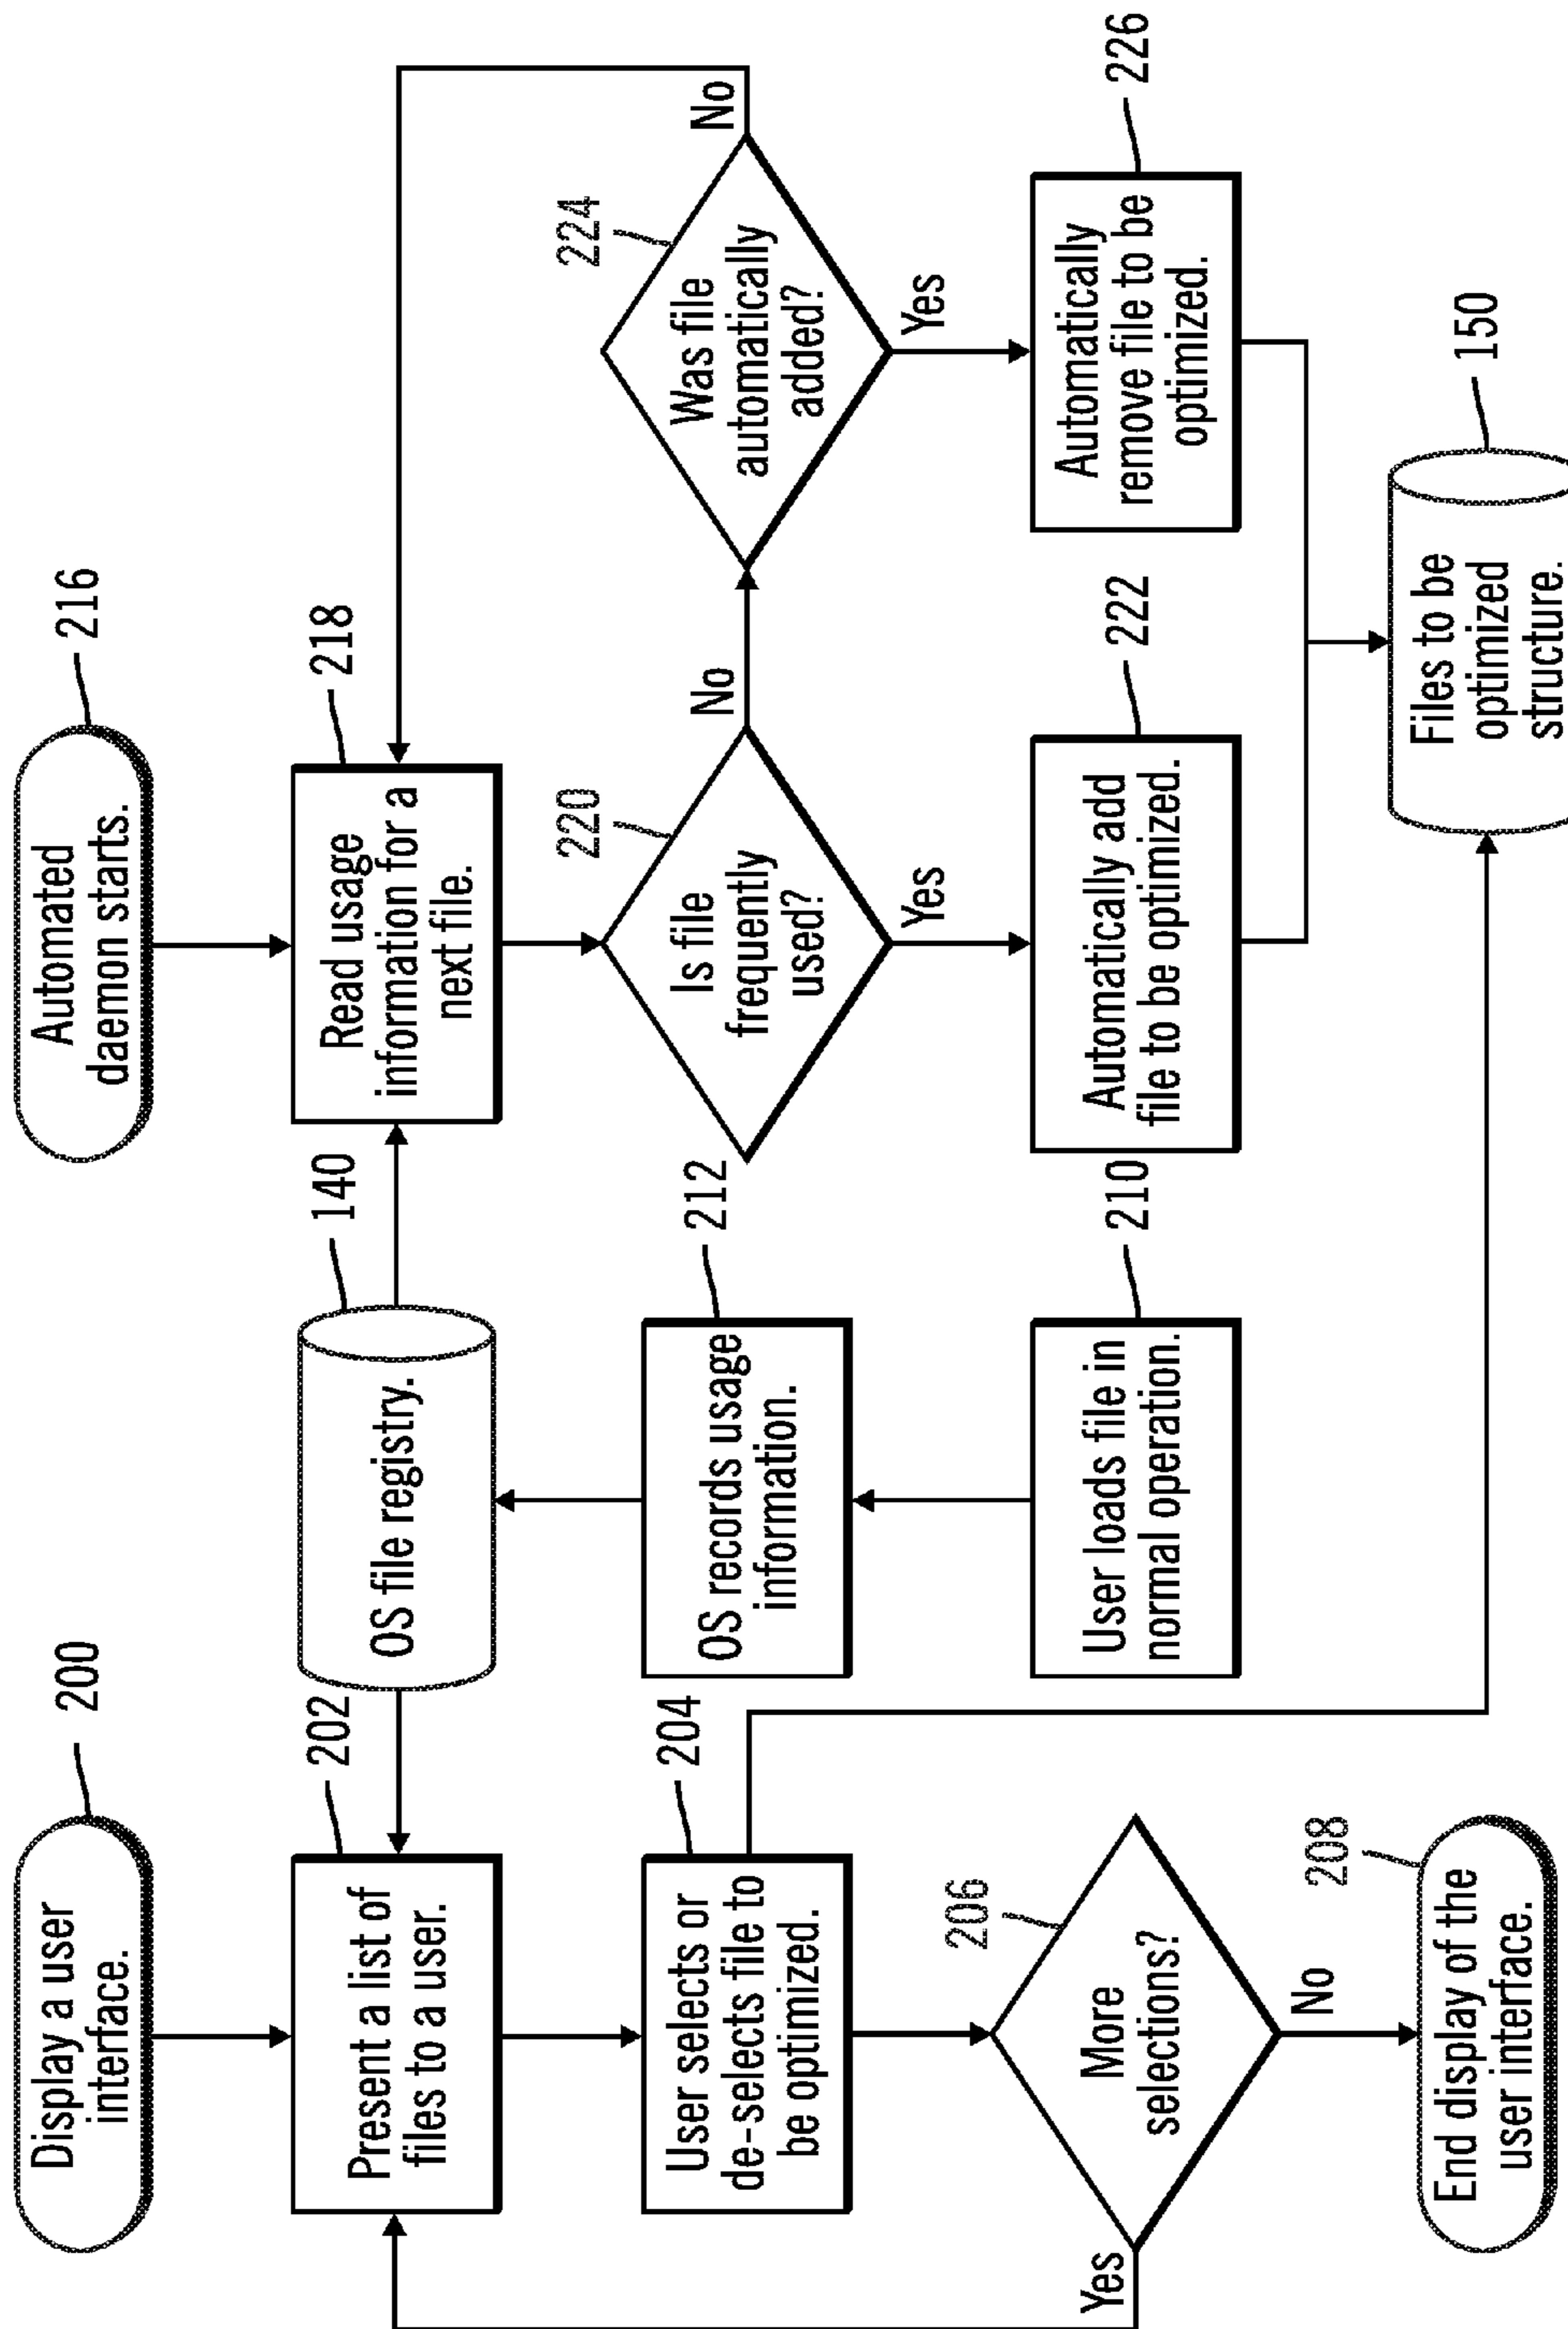 Display a user
interface.
200
Present a list of
files to a user.
202
User selects or
de-selects file to
be optimized.
204
More
selections?
206
Yes
No
End display of the
user interface.
208
OS file registry.
140
OS records usage
information.
212
User loads file in
normal operation.
210
Automated
daemon starts.
216
Read usage
information for a
next file.
218
Is file
frequently
used?
220
No
Yes
Automatically add
file to be optimized.
222
Was file
automatically
added?
224
No
Yes
Automatically
remove file to be
optimized.
226
Files to be
optimized
structure.
150